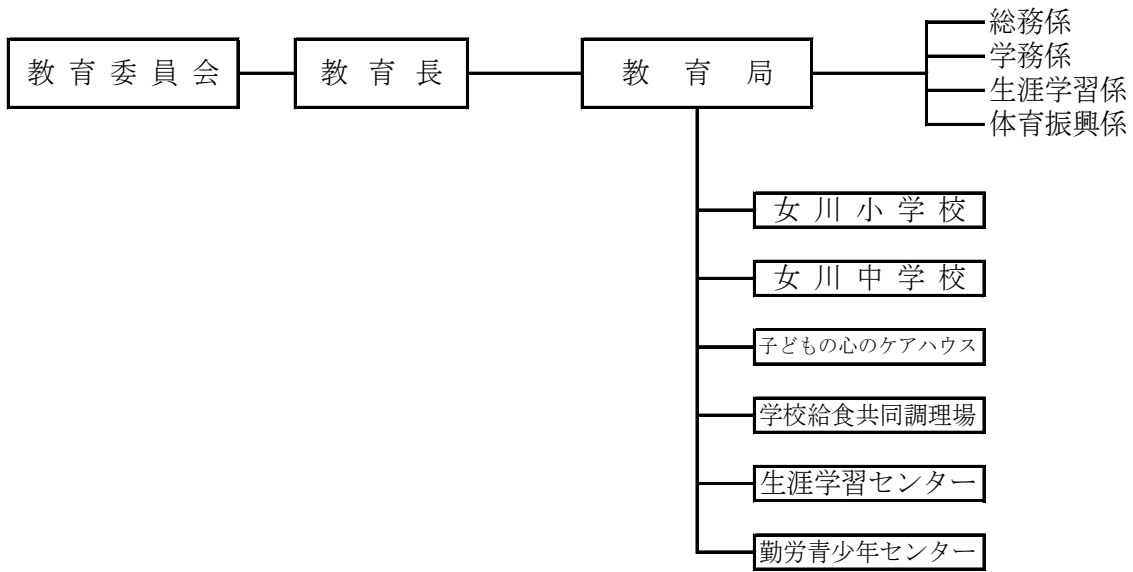 総務係
学務係
生涯学習係
体育振興係
教育委員会
教育長
教育局
女川小学校
女川中学校
子どもの心のケアハウス
学校給食共同調理場
生涯学習センター
勤労青少年センター